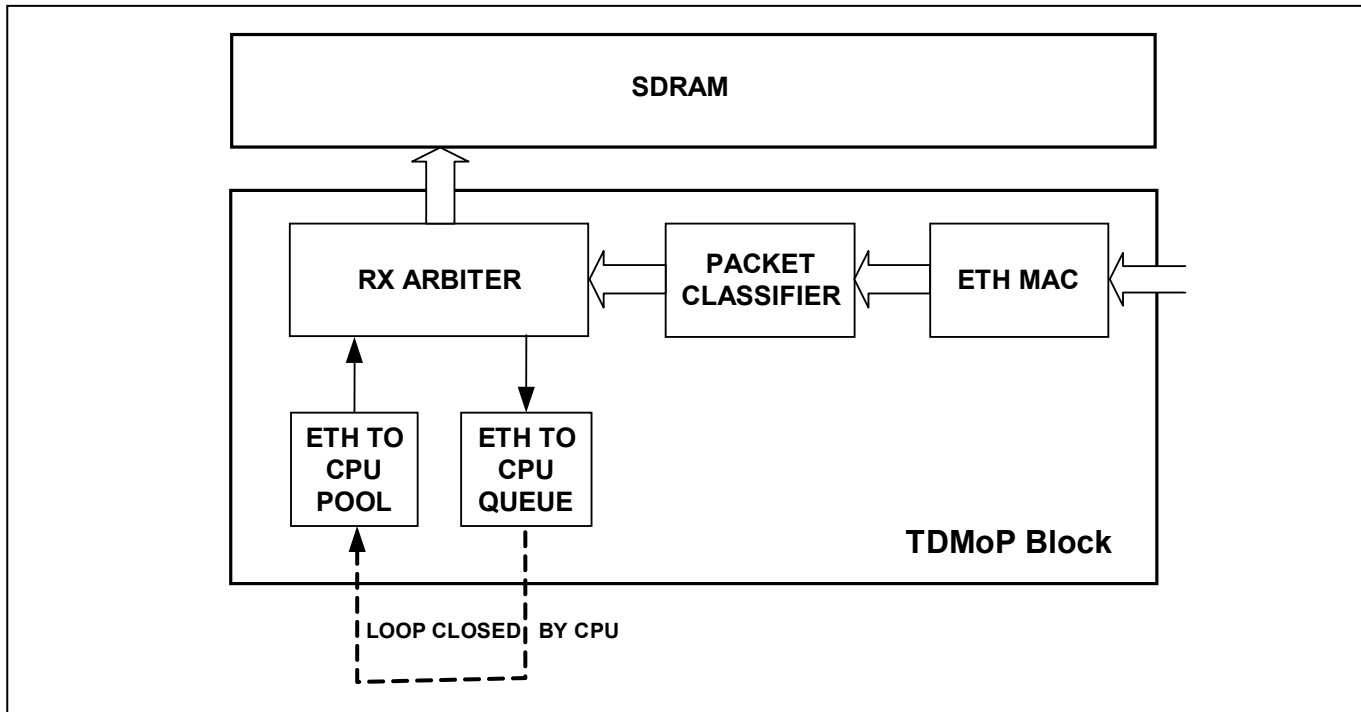 SDRAM
RX ARBITER
PACKET
CLASSIFIER
ETH MAC
ETH TO
CPU
POOL
ETH TO
CPU
QUEUE
TDMoP Block
LOOP CLOSED BY CPU